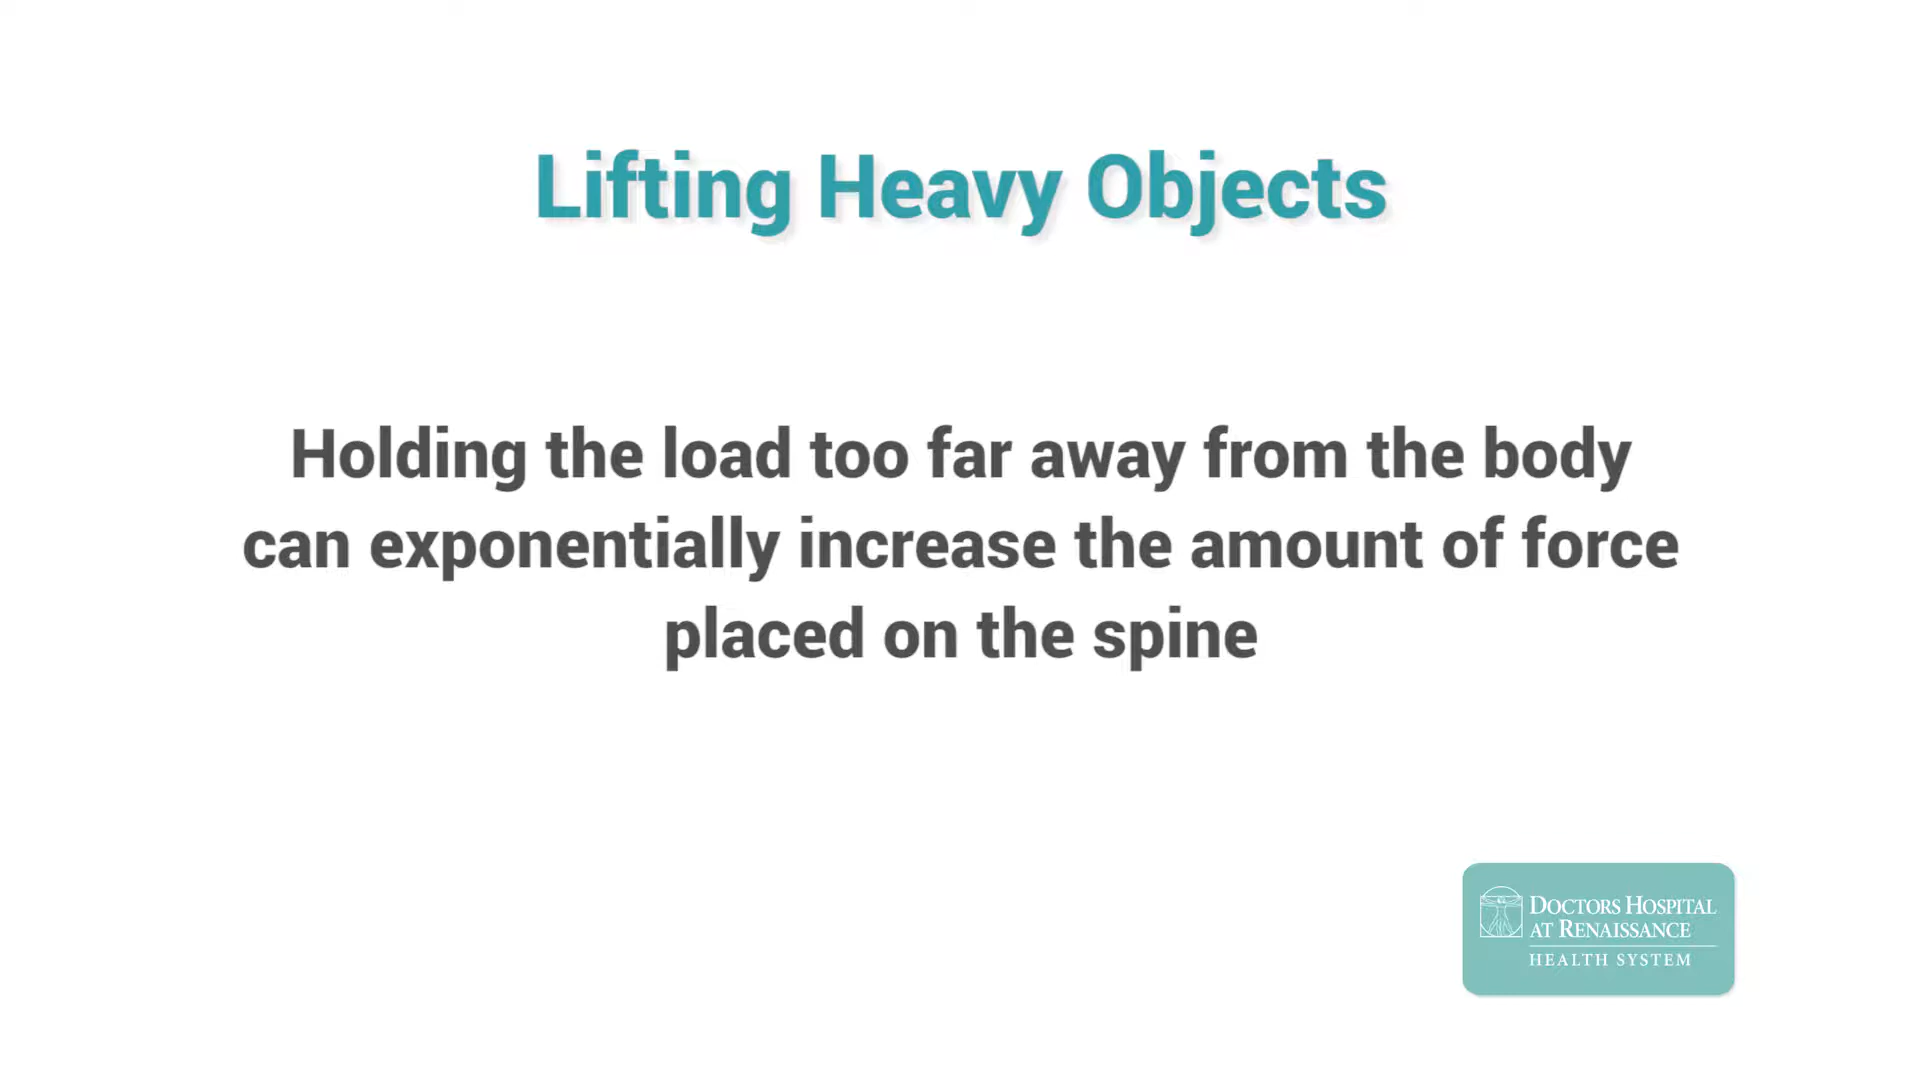 Lifting Heavy Objects
Holding the load too far away from the body
can exponentially increase the amount of force
placed on the spine
DOCTORS HOSPITAL
AT RENAISSANCE
HEALTH SYSTEM